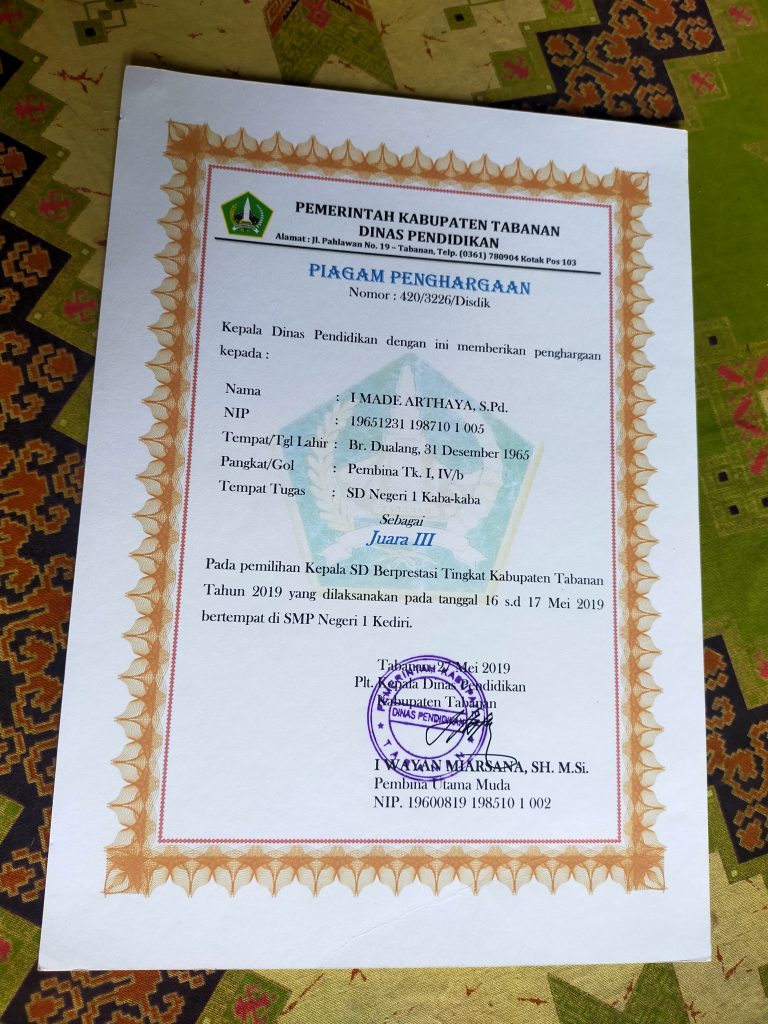 PEMERINTAH KABUPATEN TABANAN
DINAS PENDIDIKAN
Alamat : Jl. Pahlawan No. 19 – Tabanan, Telp. (0361) 780904 Kotak Pos 103
PIAGAM PENGHARGAAN
Nomor : 420/3226/Disdik
Kepala Dinas Pendidikan dengan ini memberikan penghargaan
kepada :
Nama : I MADE ARTHAYA, S.Pd.
NIP : 19651231 198710 1 005
Tempat/Tgl Lahir : Br. Dualang, 31 Desember 1965
Pangkat/Gol : Pembina Tk. I, IV/b
Tempat Tugas : SD Negeri 1 Kaba-kaba
Sebagai
Juara III
Pada pemilihan Kepala SD Berprestasi Tingkat Kabupaten Tabanan
Tahun 2019 yang dilaksanakan pada tanggal 16 s.d 17 Mei 2019
bertempat di SMP Negeri 1 Kediri.
Tabanan, 27 Mei 2019
Plt. Kepala Dinas Pendidikan
Kabupaten Tabanan
PEMERINTAH KABUPATEN
DINAS PENDIDIKAN
TABANAN
I WAYAN MIARSANA, SH. M.Si.
Pembina Utama Muda
NIP. 19600819 198510 1 002